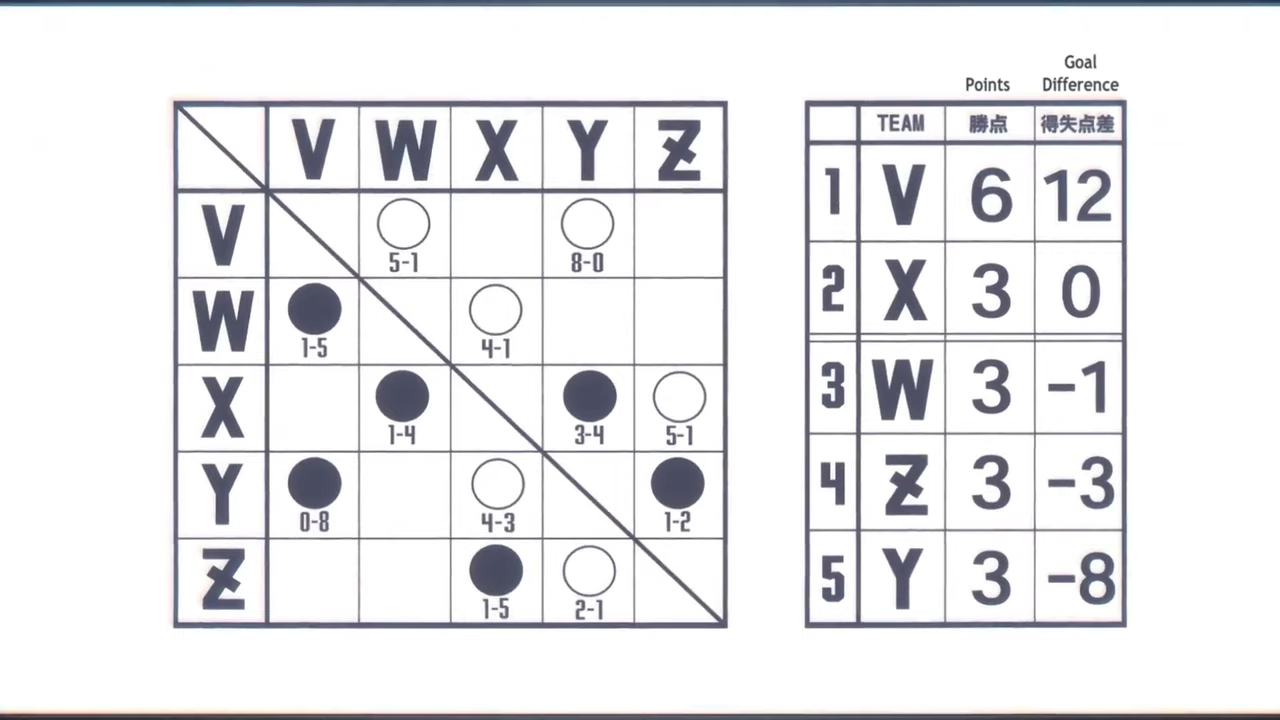 V W X Y Z
V 5-1 8-0
W 1-5 4-1
X 1-4 3-4 5-1
Y 0-8 4-3 1-2
Z 1-5 2-1
Points Goal Difference
TEAM 勝点 得失点差
1 V 6 12
2 X 3 0
3 W 3 -1
4 Z 3 -3
5 Y 3 -8